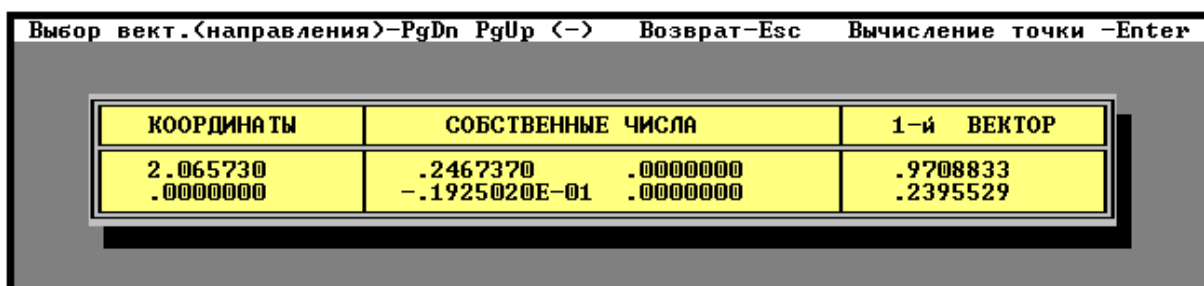 Выбор вект.(направления)-PgDn PgUp (-) Возврат-Esc Вычисление точки -Enter
КООРДИНАТЫ СОБСТВЕННЫЕ ЧИСЛА 1-й ВЕКТОР
2.065730 .2467370 .0000000 .9708833
.0000000 -.1925020E-01 .0000000 .2395529